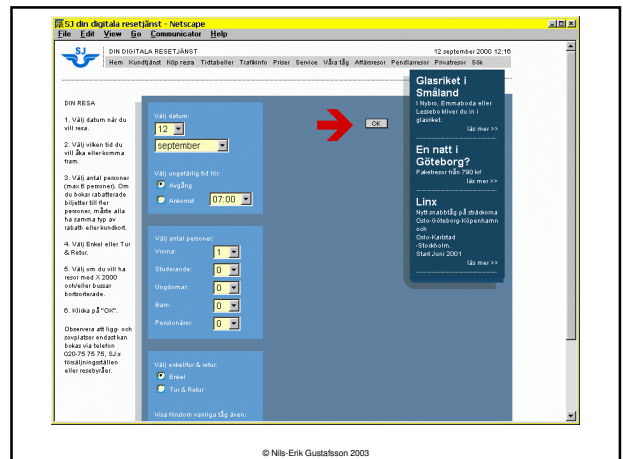 SJ din digitala resetjänst - Netscape
File Edit View Go Communicator Help
SJ
DIN DIGITALA RESETJÄNST
12 september 2000 12:16
Hem Kundtjänst Köp resa Tidtabeller Trafikinfo Priser Service Våra tåg Affärsresor Pendlarresor Privatresor Sök
DIN RESA
1. Välj datum när du
vill resa.
2. Välj vilken tid du
vill åka eller komma
fram.
3. Välj antal personer
(max 6 personer). Om
du bokar rabatterade
biljetter till fler
personer, måste alla
ha samma typ av
rabatt- eller kundkort.
4. Välj Enkel eller Tur
& Retur.
5. Välj om du vill ha
resor med X 2000
och/eller bussar
bortsorterade.
6. Klicka på "OK".
Observera att ligg- och
sovplatser endast kan
bokas via telefon
020-75 75 75, SJ:s
försäljningsställen
eller resebyråer.
Välj datum:
12
september
Välj ungefärlig tid för:
Avgång
Ankomst 07:00
Välj antal personer:
Vuxna: 1
Studerande: 0
Ungdomar: 0
Barn: 0
Pensionärer: 0
Välj enkel/tur & retur:
Enkel
Tur & Retur
Visa förutom vanliga tåg även:
OK
Glasriket i
Småland
I Nybro, Emmaboda eller
Lessebo kliver du in i
glasriket.
läs mer >>
En natt i
Göteborg?
Paketresor från 790 kr!
läs mer >>
Linx
Nytt snabbtåg på sträckorna
Oslo-Göteborg-Köpenhamn
och
Oslo-Karlstad
-Stockholm.
Start Juni 2001
läs mer >>
© Nils-Erik Gustafsson 2003